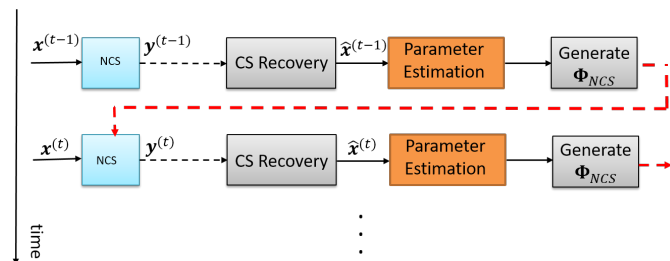 x^(t-1)
NCS
y^(t-1)
CS Recovery
x̂^(t-1)
Parameter
Estimation
Generate
Φ_NCS
x^(t)
NCS
y^(t)
CS Recovery
x̂^(t)
Parameter
Estimation
Generate
Φ_NCS
time